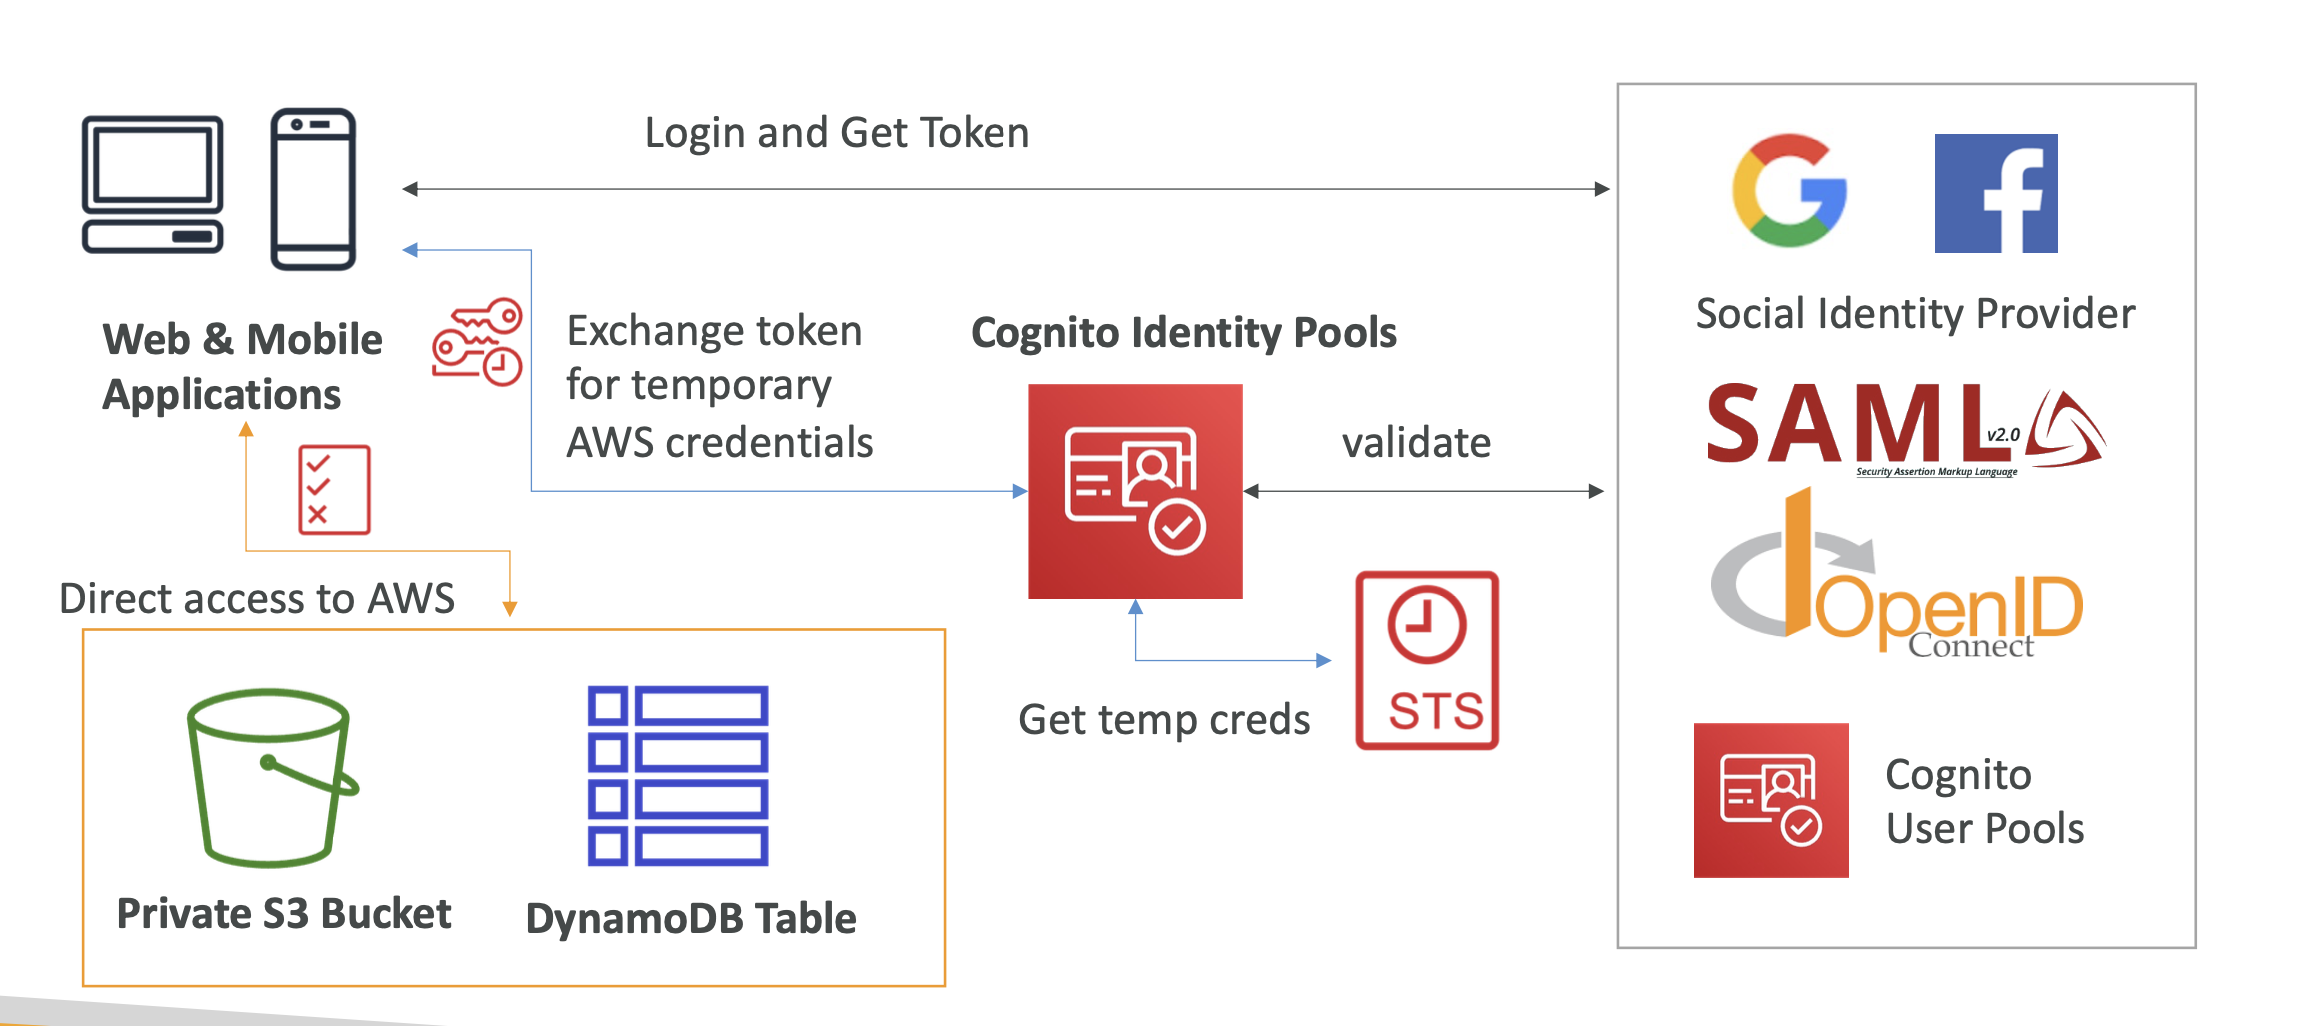 Login and Get Token
Web & Mobile
Applications
Exchange token
for temporary
AWS credentials
Cognito Identity Pools
validate
Social Identity Provider
SAML
v2.0
Security Assertion Markup Language
OpenID
Connect
Direct access to AWS
Get temp creds
STS
Cognito
User Pools
Private S3 Bucket
DynamoDB Table